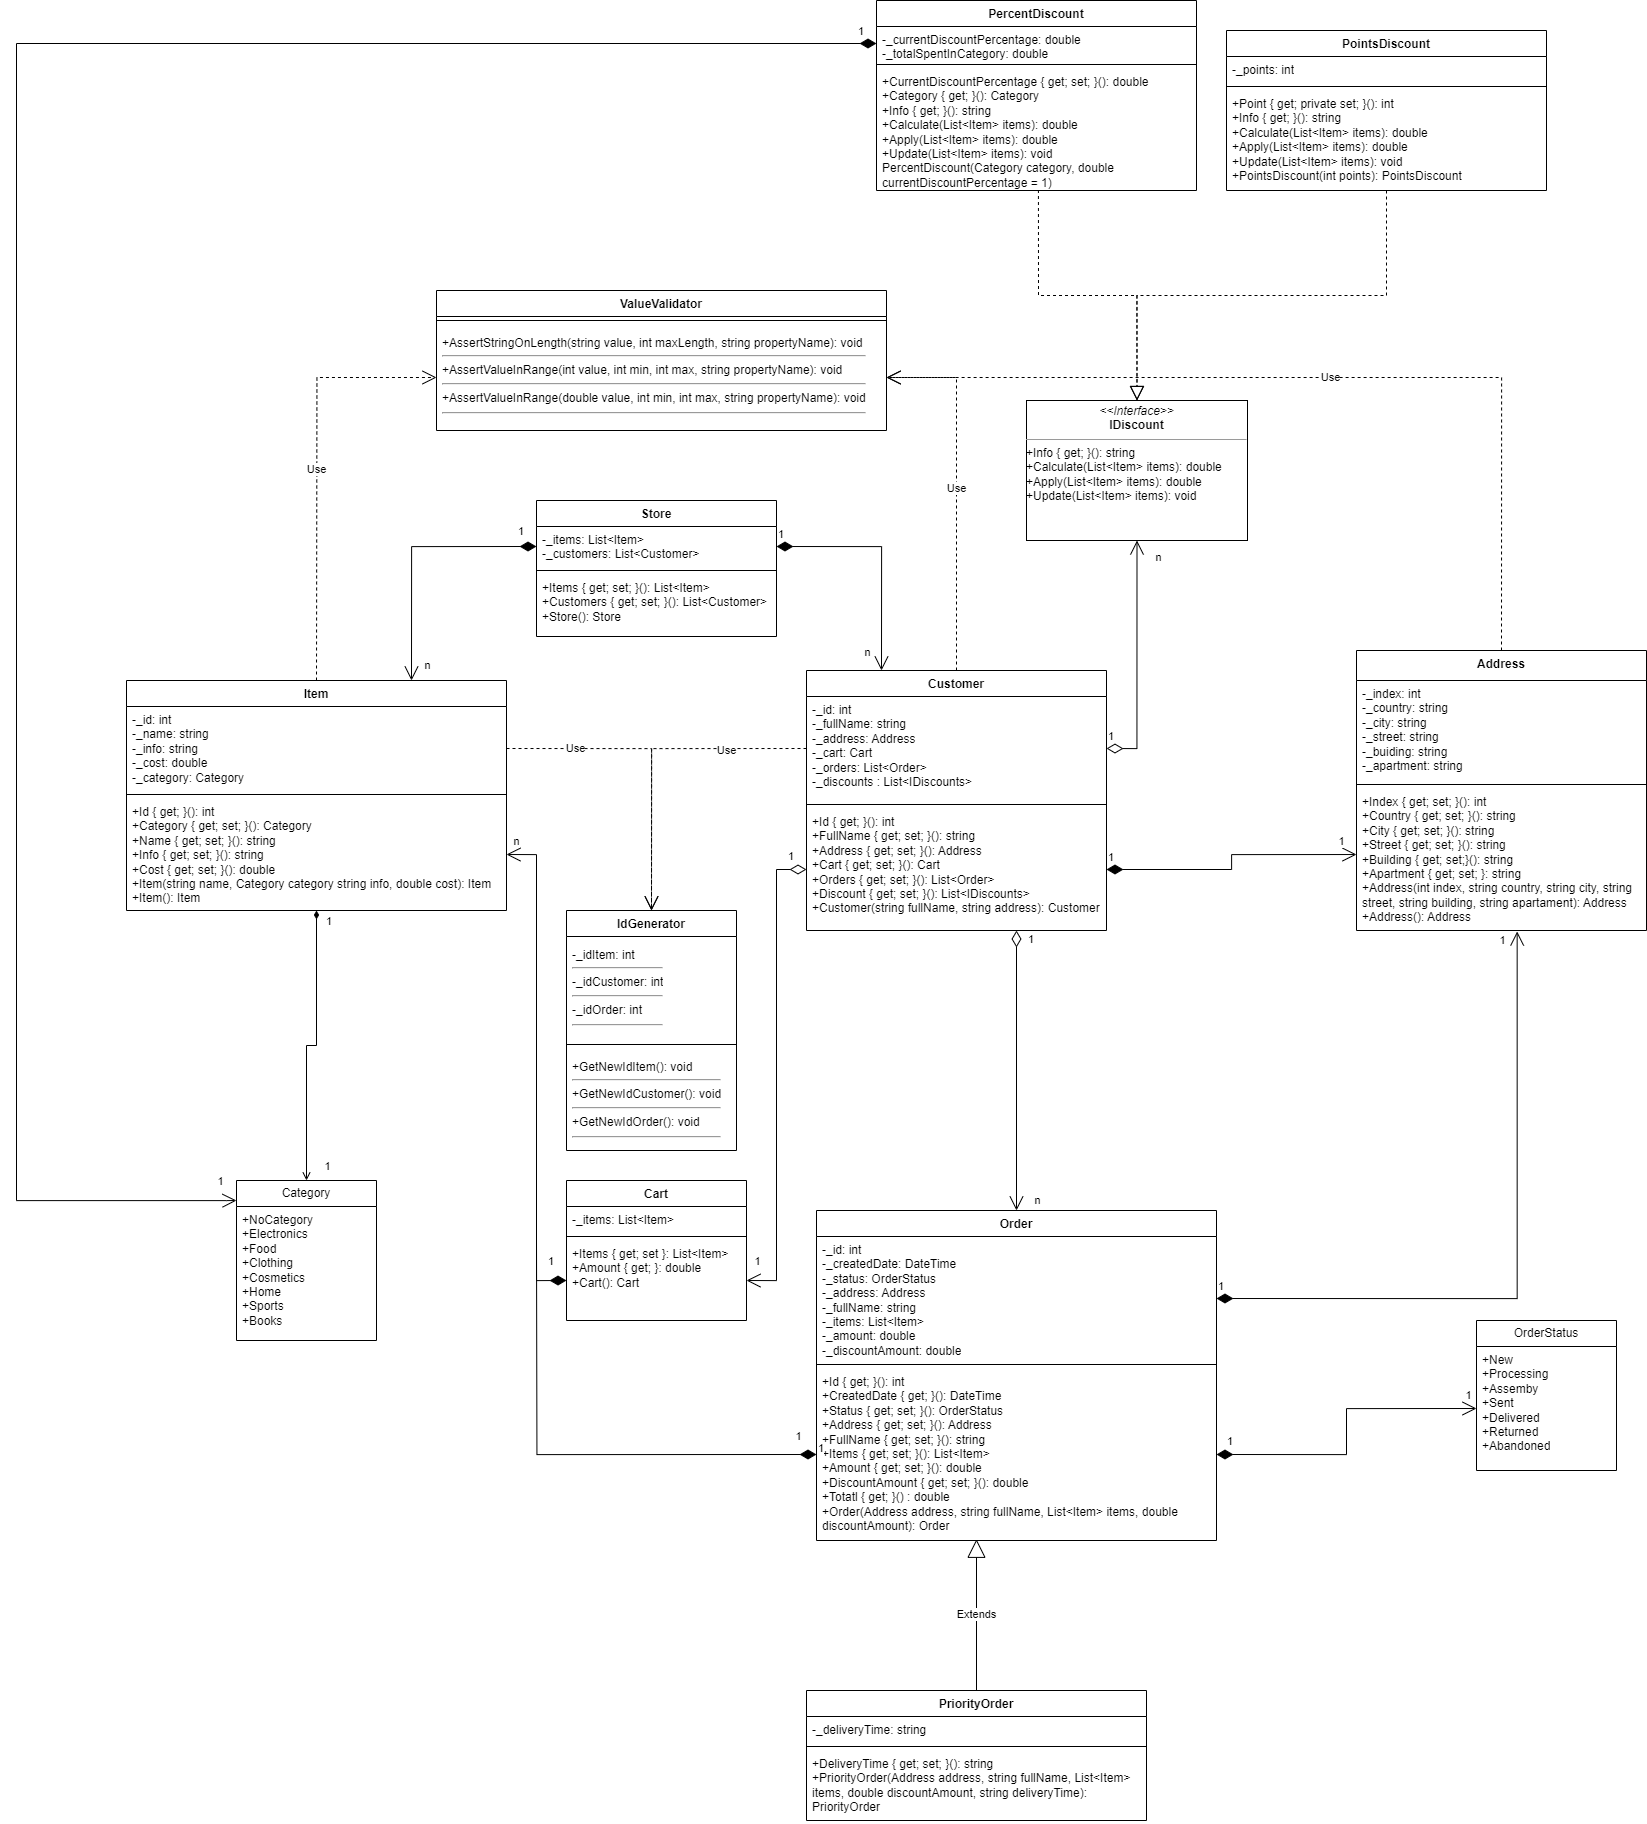 PercentDiscount
1
-_currentDiscountPercentage: double
-_totalSpentInCategory: double
+CurrentDiscountPercentage { get; set; }(): double
+Category { get; }(): Category
+Info { get; }(): string
+Calculate(List<Item> items): double
+Apply(List<Item> items): double
+Update(List<Item> items): void
PercentDiscount(Category category, double
currentDiscountPercentage = 1)
PointsDiscount
-_points: int
+Point { get; private set; }(): int
+Info { get; }(): string
+Calculate(List<Item> items): double
+Apply(List<Item> items): double
+Update(List<Item> items): void
+PointsDiscount(int points): PointsDiscount
ValueValidator
+AssertStringOnLength(string value, int maxLength, string propertyName): void
+AssertValueInRange(int value, int min, int max, string propertyName): void
+AssertValueInRange(double value, int min, int max, string propertyName): void
Use
Use
Use
<<Interface>>
IDiscount
+Info { get; }(): string
+Calculate(List<Item> items): double
+Apply(List<Item> items): double
+Update(List<Item> items): void
n
Store
1
1
-_items: List<Item>
-_customers: List<Customer>
+Items { get; set; }(): List<Item>
+Customers { get; set; }(): List<Customer>
+Store(): Store
n
n
Item
-_id: int
-_name: string
-_info: string
-_cost: double
-_category: Category
+Id { get; }(): int
+Category { get; set; }(): Category
+Name { get; set; }(): string
+Info { get; set; }(): string
+Cost { get; set; }(): double
+Item(string name, Category category string info, double cost): Item
+Item(): Item
Use
Use
n
1
Customer
-_id: int
-_fullName: string
-_address: Address
-_cart: Cart
-_orders: List<Order>
-_discounts : List<IDiscounts>
+Id { get; }(): int
+FullName { get; set; }(): string
+Address { get; set; }(): Address
+Cart { get; set; }(): Cart
+Orders { get; set; }(): List<Order>
+Discount { get; set; }(): List<IDiscounts>
+Customer(string fullName, string address): Customer
1
1
1
1
1
Address
-_index: int
-_country: string
-_city: string
-_street: string
-_buiding: string
-_apartment: string
+Index { get; set; }(): int
+Country { get; set; }(): string
+City { get; set; }(): string
+Street { get; set; }(): string
+Building { get; set;}(): string
+Apartment { get; set; }: string
+Address(int index, string country, string city, string
street, string building, string apartament): Address
+Address(): Address
1
IdGenerator
-_idItem: int
-_idCustomer: int
-_idOrder: int
+GetNewIdItem(): void
+GetNewIdCustomer(): void
+GetNewIdOrder(): void
1
1
Category
+NoCategory
+Electronics
+Food
+Clothing
+Cosmetics
+Home
+Sports
+Books
Cart
-_items: List<Item>
+Items { get; set }: List<Item>
+Amount { get; }: double
+Cart(): Cart
1
1
n
Order
-_id: int
-_createdDate: DateTime
-_status: OrderStatus
-_address: Address
-_fullName: string
-_items: List<Item>
-_amount: double
-_discountAmount: double
+Id { get; }(): int
+CreatedDate { get; }(): DateTime
+Status { get; set; }(): OrderStatus
+Address { get; set; }(): Address
+FullName { get; set; }(): string
+Items { get; set; }(): List<Item>
+Amount { get; set; }(): double
+DiscountAmount { get; set; }(): double
+Totatl { get; }() : double
+Order(Address address, string fullName, List<Item> items, double
discountAmount): Order
1
1
1
1
1
OrderStatus
+New
+Processing
+Assemby
+Sent
+Delivered
+Returned
+Abandoned
Extends
PriorityOrder
-_deliveryTime: string
+DeliveryTime { get; set; }(): string
+PriorityOrder(Address address, string fullName, List<Item>
items, double discountAmount, string deliveryTime):
PriorityOrder